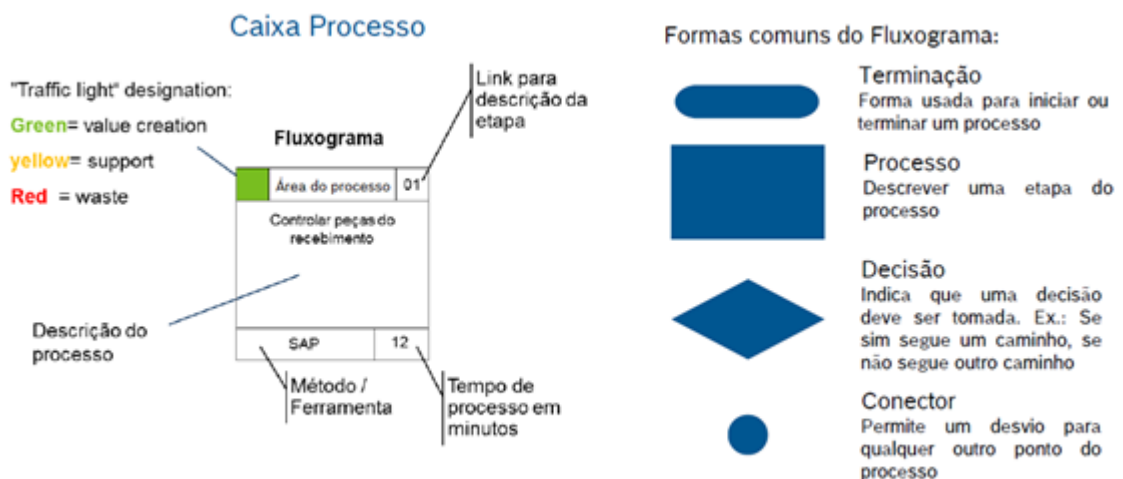 Caixa Processo
"Traffic light" designation:
Green= value creation
yellow= support
Red = waste
Fluxograma
Link para
descrição da
etapa
Área do processo
01
Controlar peças do
recebimento
Descrição do
processo
SAP
12
Método /
Ferramenta
Tempo de
processo em
minutos
Formas comuns do Fluxograma:
Terminação
Forma usada para iniciar ou
terminar um processo
Processo
Descrever uma etapa do
processo
Decisão
Indica que uma decisão
deve ser tomada. Ex.: Se
sim segue um caminho, se
não segue outro caminho
Conector
Permite um desvio para
qualquer outro ponto do
processo